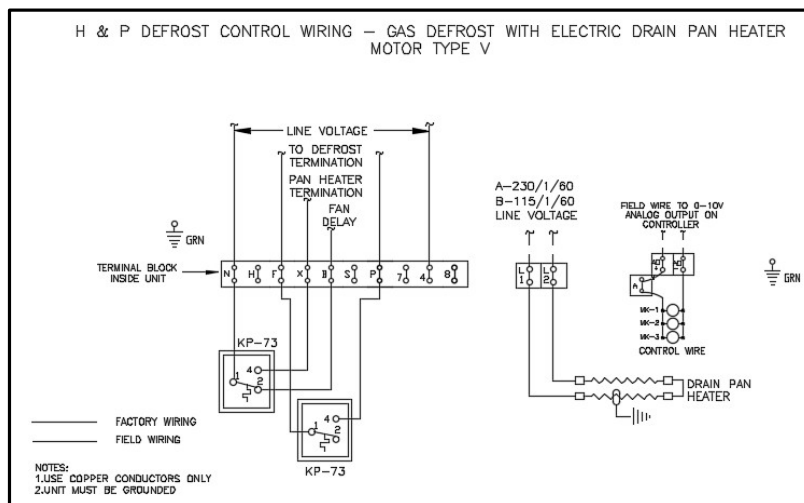 H & P DEFROST CONTROL WIRING – GAS DEFROST WITH ELECTRIC DRAIN PAN HEATER
MOTOR TYPE V
LINE VOLTAGE
TO DEFROST
TERMINATION
PAN HEATER
TERMINATION
FAN
DELAY
GRN
TERMINAL BLOCK
INSIDE UNIT
N H F X B S P 7 4 8
KP-73
1 4 2
1 4 2
KP-73
A-230/1/60
B-115/1/60
LINE VOLTAGE
L1 L2
FIELD WIRE TO 0-10V
ANALOG OUTPUT ON
CONTROLLER
A
MK-1
MK-2
MK-3
CONTROL WIRE
GRN
DRAIN PAN
HEATER
FACTORY WIRING
FIELD WIRING
NOTES:
1.USE COPPER CONDUCTORS ONLY
2.UNIT MUST BE GROUNDED